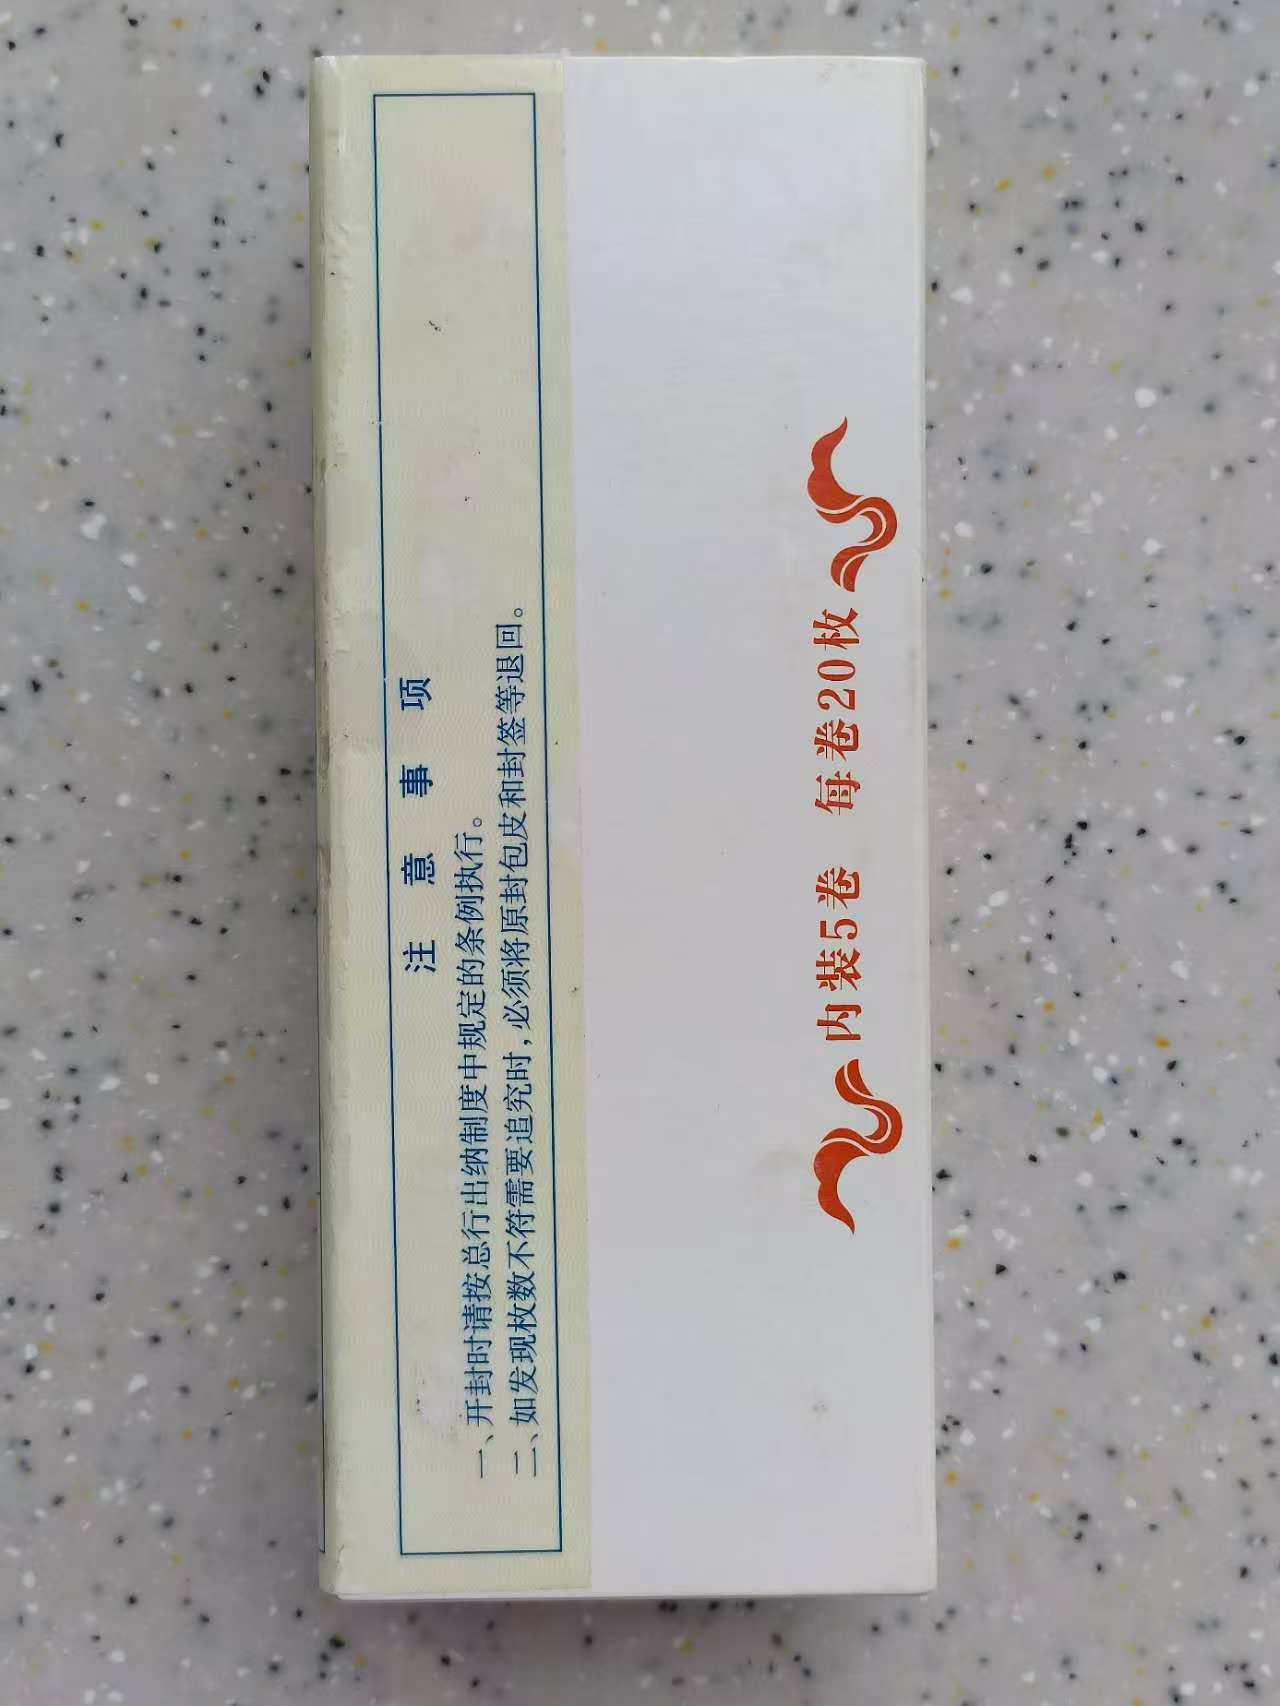 注意事项
一、开封时请按总行出纳制度中规定的条例执行。
二、如发现枚数不符需要追究时，必须将原封包皮和封签等退回。
内装5卷 每卷20枚